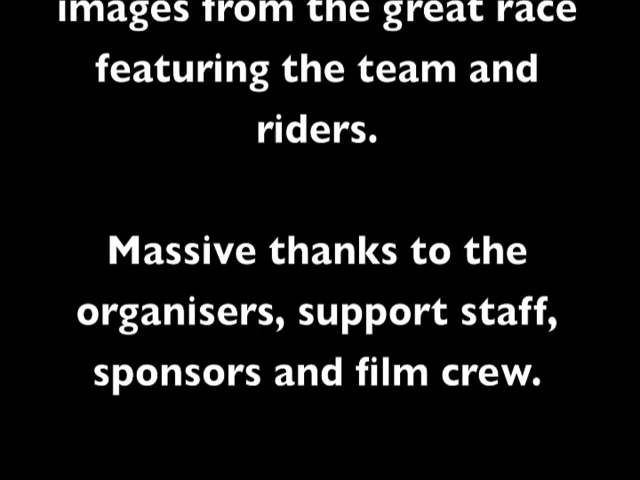 images from the great race
featuring the team and
riders.
Massive thanks to the
organisers, support staff,
sponsors and film crew.